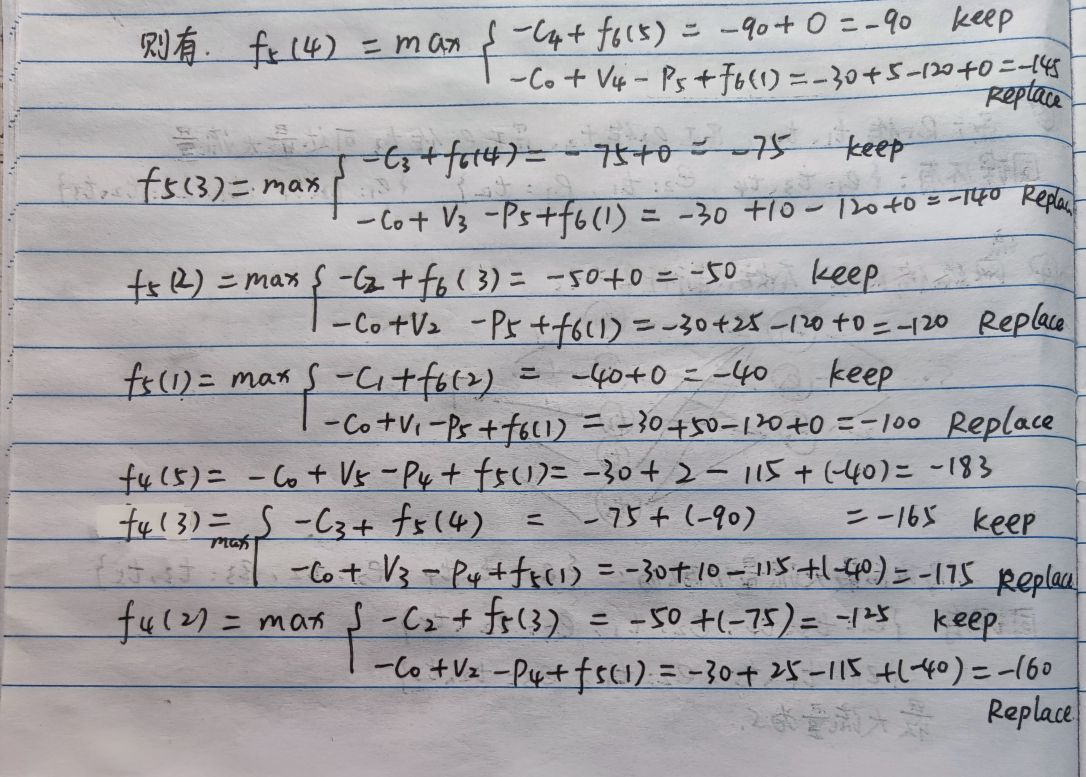 则有. f5(4) = max { -C4 + f6(5) = -90 + 0 = -90 keep
-C0 + V4 - P5 + f6(1) = -30 + 5 - 120 + 0 = -145
Replace
f5(3) = max { -C3 + f6(4) = -75+0 = -75 keep
-C0 + V3 - P5 + f6(1) = -30 + 10 - 120 + 0 = -140 Replace
f5(2) = max { -C2 + f6(3) = -50+0 = -50 keep
-C0 + V2 - P5 + f6(1) = -30 + 25 - 120 + 0 = -120 Replace
f5(1) = max { -C1 + f6(2) = -40+0 = -40 keep
-C0 + V1 - P5 + f6(1) = -30 + 50 - 120 + 0 = -100 Replace
f4(5) = -C0 + V5 - P4 + f5(1) = -30 + 2 - 115 + (-40) = -183
f4(3) = max { -C3 + f5(4) = -75 + (-90) = -165 keep
-C0 + V3 - P4 + f5(1) = -30 + 10 - 115 + (-40) = -175 Replace
f4(2) = max { -C2 + f5(3) = -50 + (-75) = -125 keep
-C0 + V2 - P4 + f5(1) = -30 + 25 - 115 + (-40) = -160
Replace